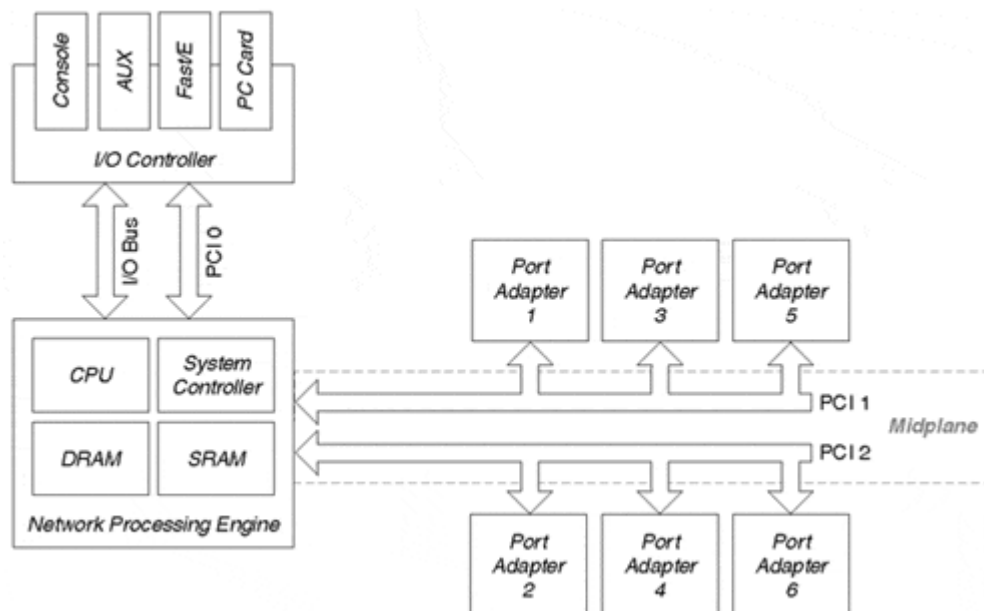 Console
AUX
Fast/E
PC Card
I/O Controller
I/O Bus
PCI 0
Port
Adapter
1
Port
Adapter
3
Port
Adapter
5
CPU
System
Controller
DRAM
SRAM
Network Processing Engine
PCI 1
Midplane
PCI 2
Port
Adapter
2
Port
Adapter
4
Port
Adapter
6